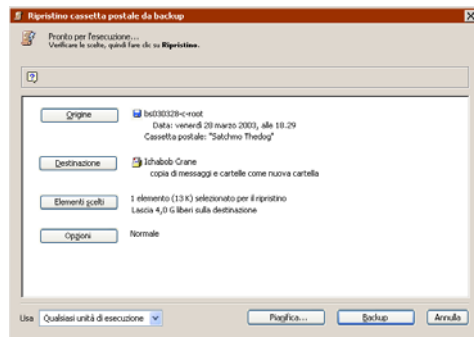 Ripristino cassetta postale da backup
Pronto per l'esecuzione...
Verificare le scelte, quindi fare clic su Ripristino.
Origine
bs030328-c-root
Data: venerdì 28 marzo 2003, alle 18.29
Cassetta postale: "Satchmo Thedog"
Destinazione
Ichabob Crane
copia di messaggi e cartelle come nuova cartella
Elementi scelti
1 elemento (13 K) selezionato per il ripristino
Lascia 4,0 G liberi sulla destinazione
Opzioni
Normale
Usa Qualsiasi unità di esecuzione Pianifica... Backup Annulla